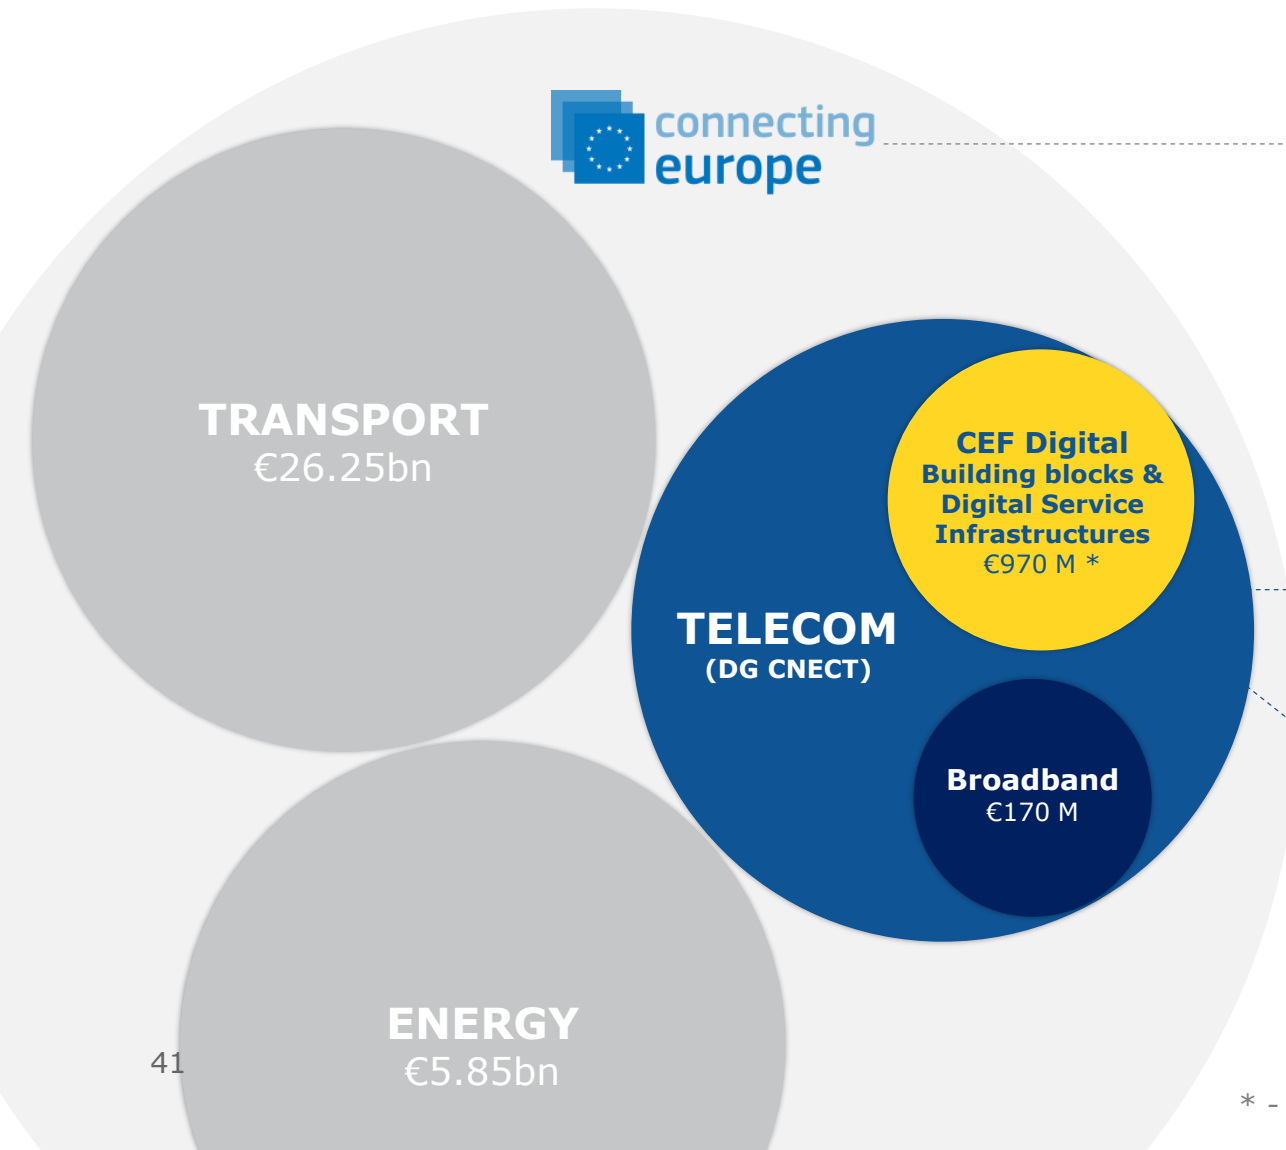 connecting
europe
TRANSPORT
€26.25bn
CEF Digital
Building blocks &
Digital Service
Infrastructures
€970 M *
TELECOM
(DG CNECT)
Broadband
€170 M
ENERGY
€5.85bn
41
* -